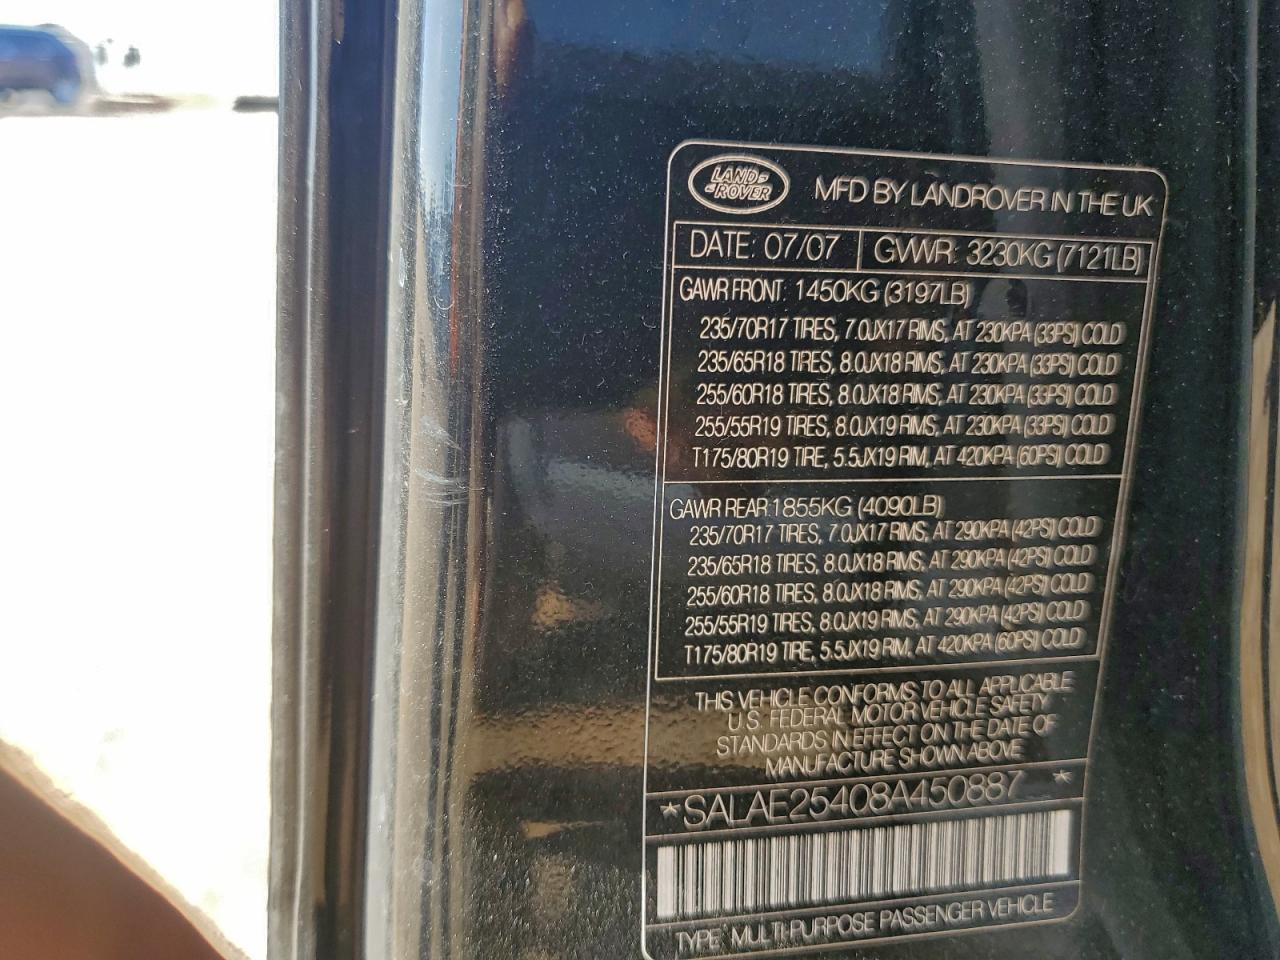 LAND-
-ROVER
MFD BY LANDROVER IN THE UK
DATE: 07/07 GVWR: 3230KG (7121LB)
GAWR FRONT: 1450KG (3197LB)
235/70R17 TIRES, 7.0JX17 RIMS, AT 230KPA (33PSI) COLD
235/65R18 TIRES, 8.0JX18 RIMS, AT 230KPA (33PSI) COLD
255/60R18 TIRES, 8.0JX18 RIMS, AT 230KPA (33PSI) COLD
255/55R19 TIRES, 8.0JX19 RIMS, AT 230KPA (33PSI) COLD
T175/80R19 TIRE, 5.5JX19 RIM, AT 420KPA (60PSI) COLD
GAWR REAR: 1855KG (4090LB)
235/70R17 TIRES, 7.0JX17 RIMS, AT 290KPA (42PSI) COLD
235/65R18 TIRES, 8.0JX18 RIMS, AT 290KPA (42PSI) COLD
255/60R18 TIRES, 8.0JX18 RIMS, AT 290KPA (42PSI) COLD
255/55R19 TIRES, 8.0JX19 RIMS, AT 290KPA (42PSI) COLD
T175/80R19 TIRE, 5.5JX19 RIM, AT 420KPA (60PSI) COLD
THIS VEHICLE CONFORMS TO ALL APPLICABLE
U.S. FEDERAL MOTOR VEHICLE SAFETY
STANDARDS IN EFFECT ON THE DATE OF
MANUFACTURE SHOWN ABOVE
*SALAE25408A450887 *
TYPE: MULTI-PURPOSE PASSENGER VEHICLE